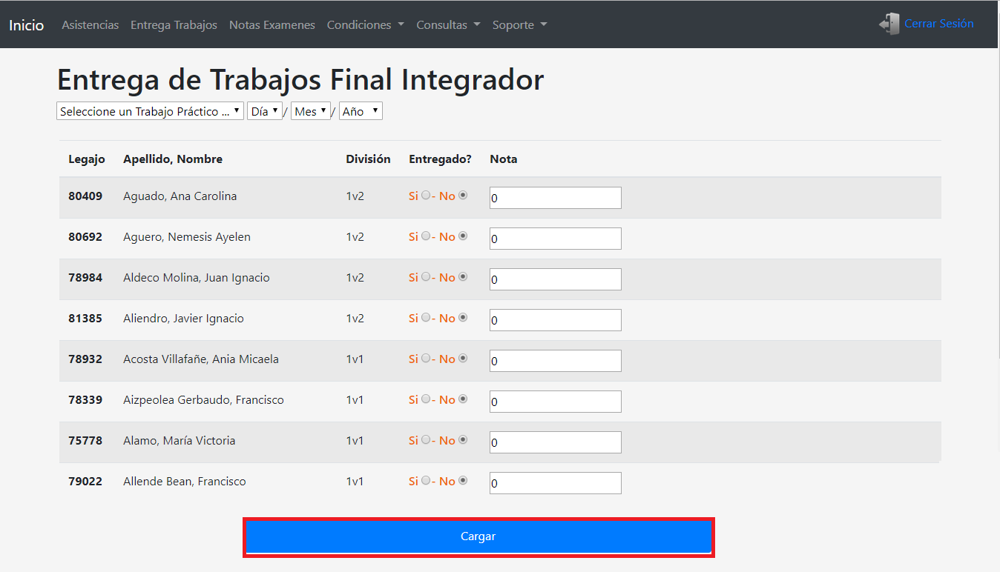 Inicio Asistencias Entrega Trabajos Notas Examenes Condiciones Consultas Soporte Cerrar Sesión
Entrega de Trabajos Final Integrador
Seleccione un Trabajo Práctico ... Día / Mes / Año
Legajo Apellido, Nombre División Entregado? Nota
80409 Aguado, Ana Carolina 1v2 Si - No 0
80692 Aguero, Nemesis Ayelen 1v2 Si - No 0
78984 Aldeco Molina, Juan Ignacio 1v2 Si - No 0
81385 Aliendro, Javier Ignacio 1v2 Si - No 0
78932 Acosta Villafañe, Ania Micaela 1v1 Si - No 0
78339 Aizpeolea Gerbaudo, Francisco 1v1 Si - No 0
75778 Alamo, María Victoria 1v1 Si - No 0
79022 Allende Bean, Francisco 1v1 Si - No 0
Cargar